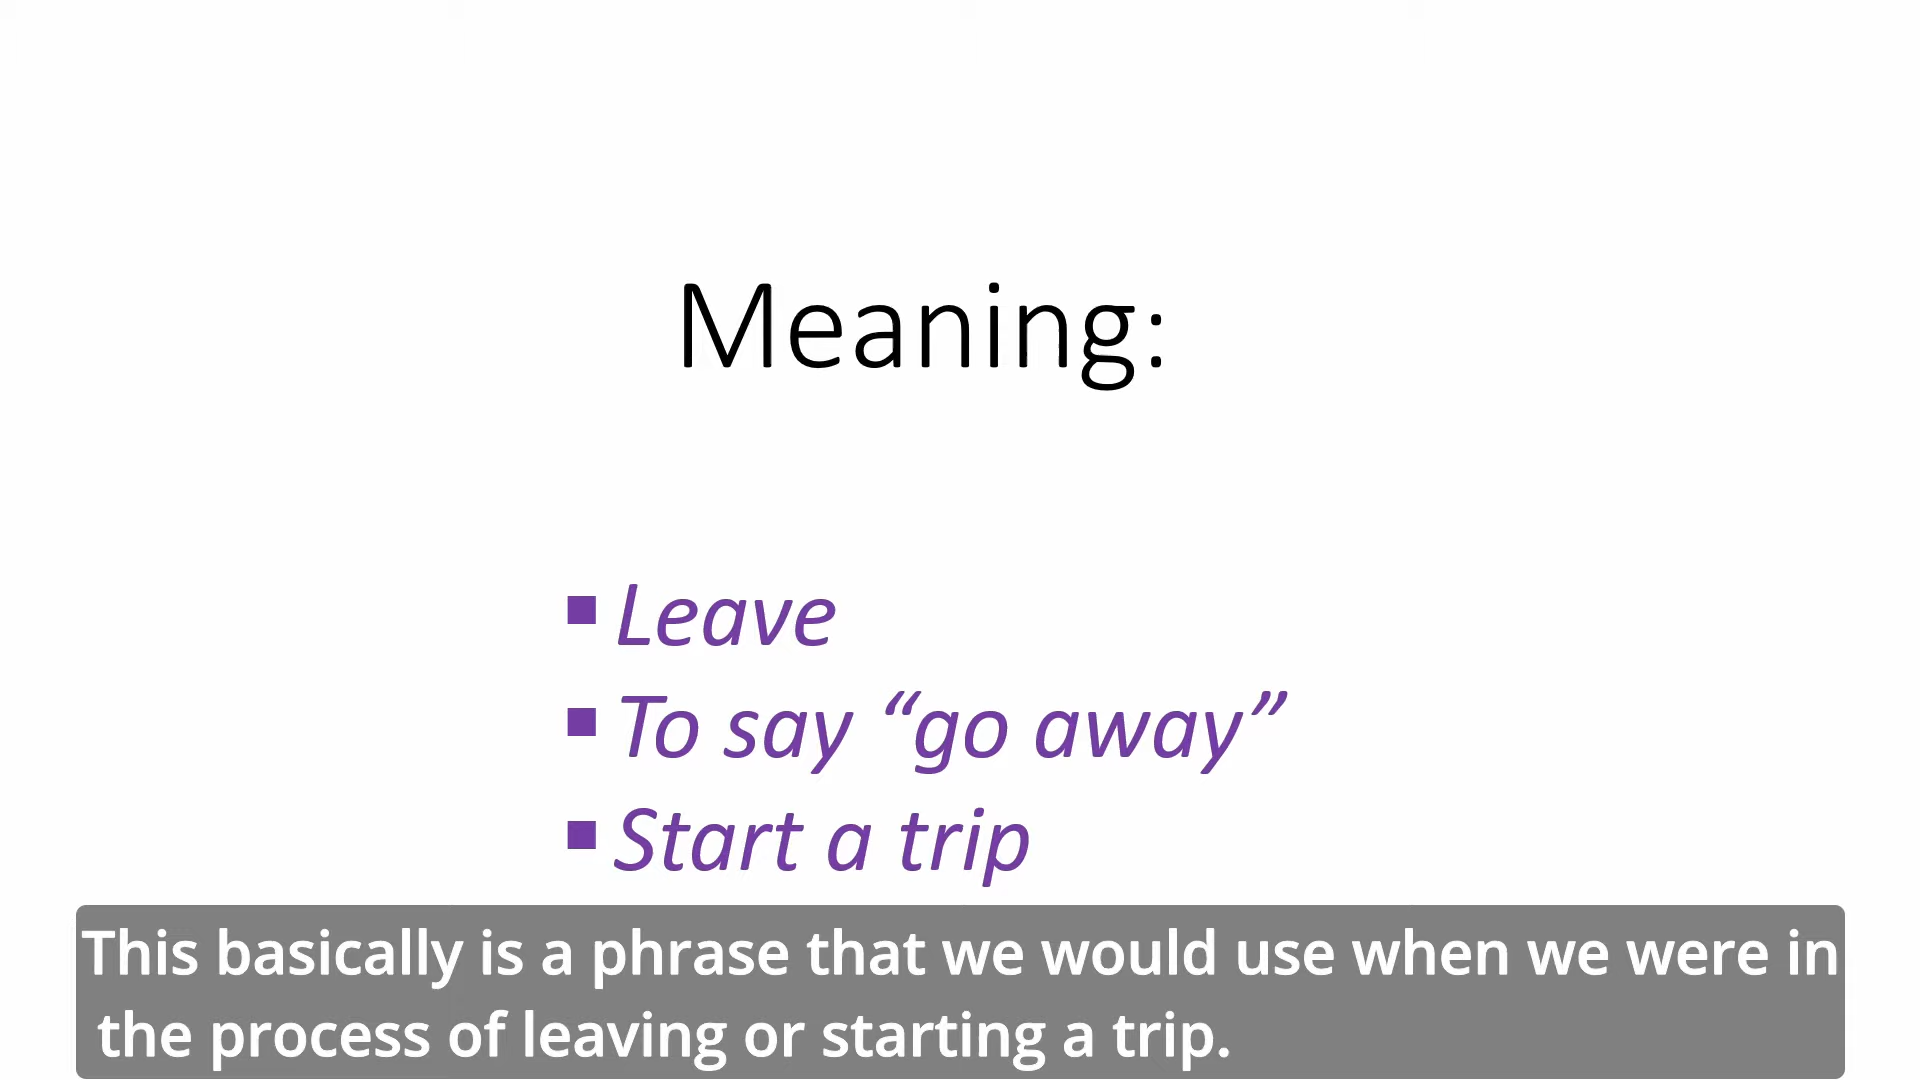 Meaning:
▪ Leave
▪ To say “go away”
▪ Start a trip
This basically is a phrase that we would use when we were in
the process of leaving or starting a trip.